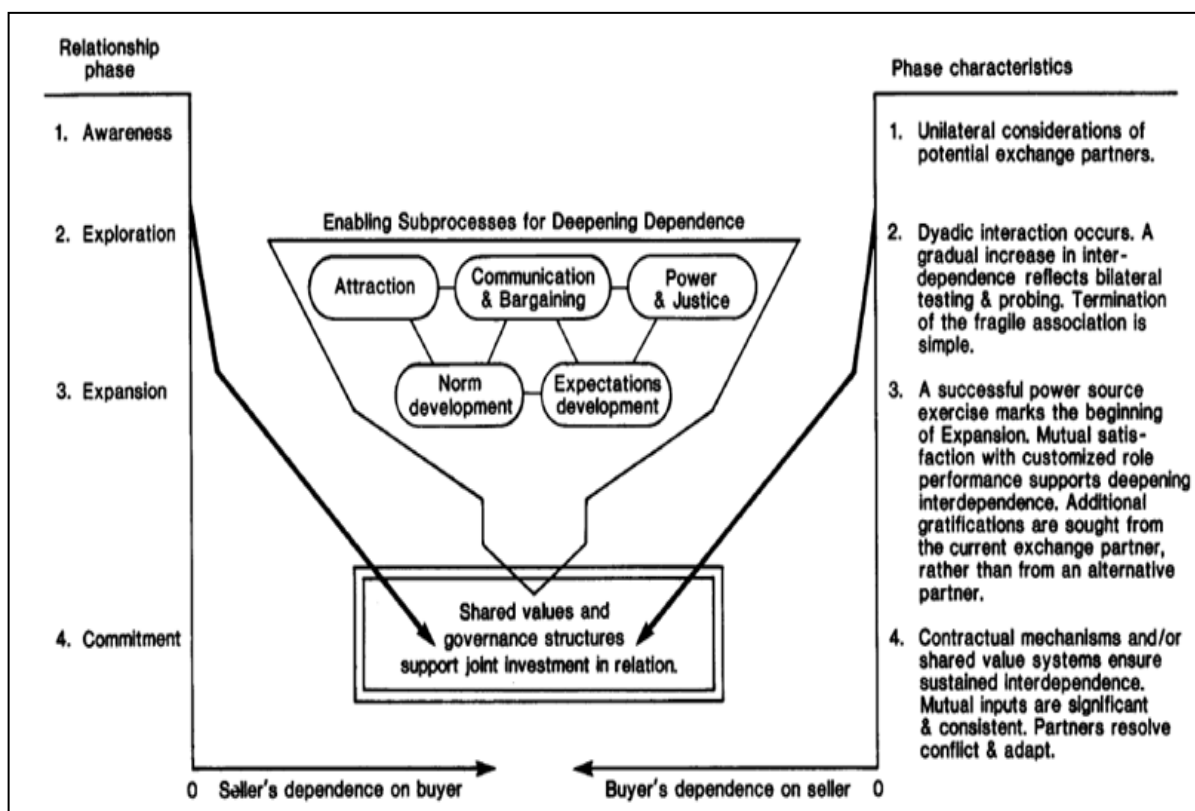 Relationship
phase
1. Awareness
2. Exploration
3. Expansion
4. Commitment
Enabling Subprocesses for Deepening Dependence
Attraction
Communication
& Bargaining
Power
& Justice
Norm
development
Expectations
development
Shared values and
governance structures
support joint investment in relation.
Phase characteristics
1. Unilateral considerations of
potential exchange partners.
2. Dyadic interaction occurs. A
gradual increase in inter-
dependence reflects bilateral
testing & probing. Termination
of the fragile association is
simple.
3. A successful power source
exercise marks the beginning
of Expansion. Mutual satis-
faction with customized role
performance supports deepening
interdependence. Additional
gratifications are sought from
the current exchange partner,
rather than from an alternative
partner.
4. Contractual mechanisms and/or
shared value systems ensure
sustained interdependence.
Mutual inputs are significant
& consistent. Partners resolve
conflict & adapt.
0 Seller's dependence on buyer
Buyer's dependence on seller 0